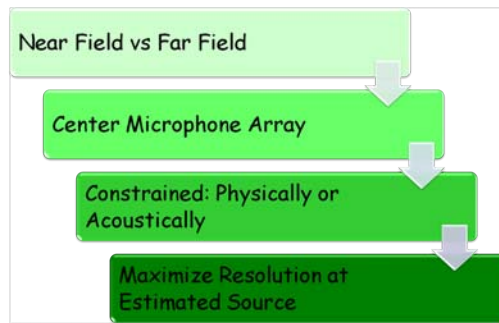 Near Field vs Far Field
Center Microphone Array
Constrained: Physically or
Acoustically
Maximize Resolution at
Estimated Source